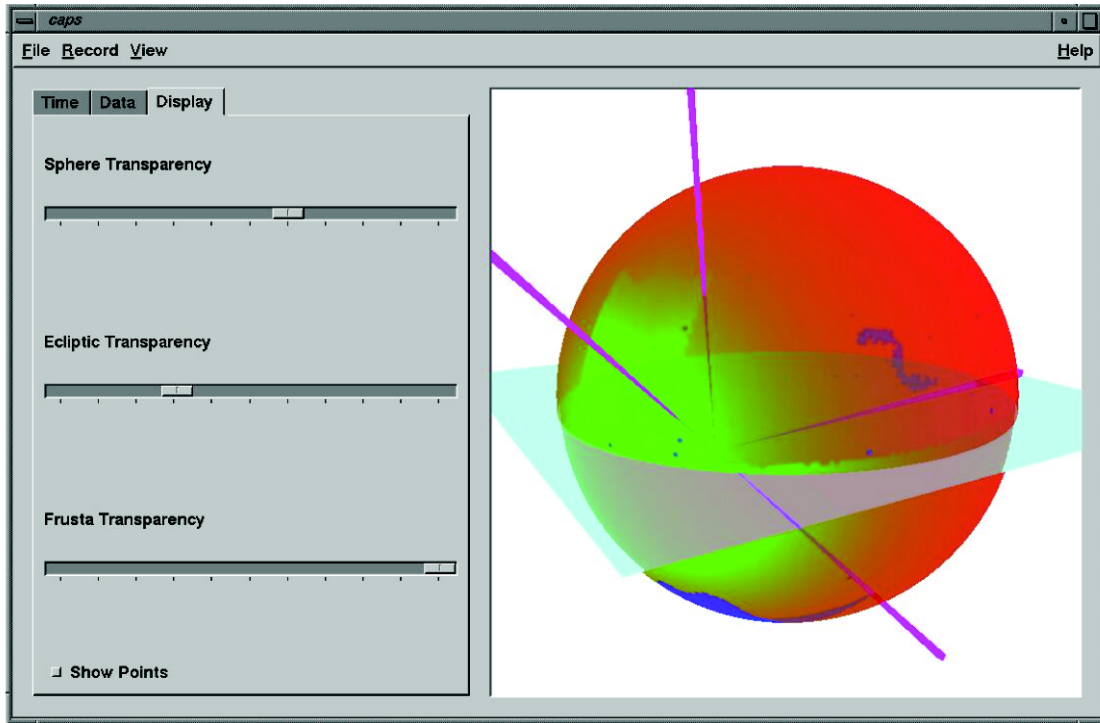 caps
File Record View Help
Time Data Display
Sphere Transparency
Ecliptic Transparency
Frusta Transparency
Show Points